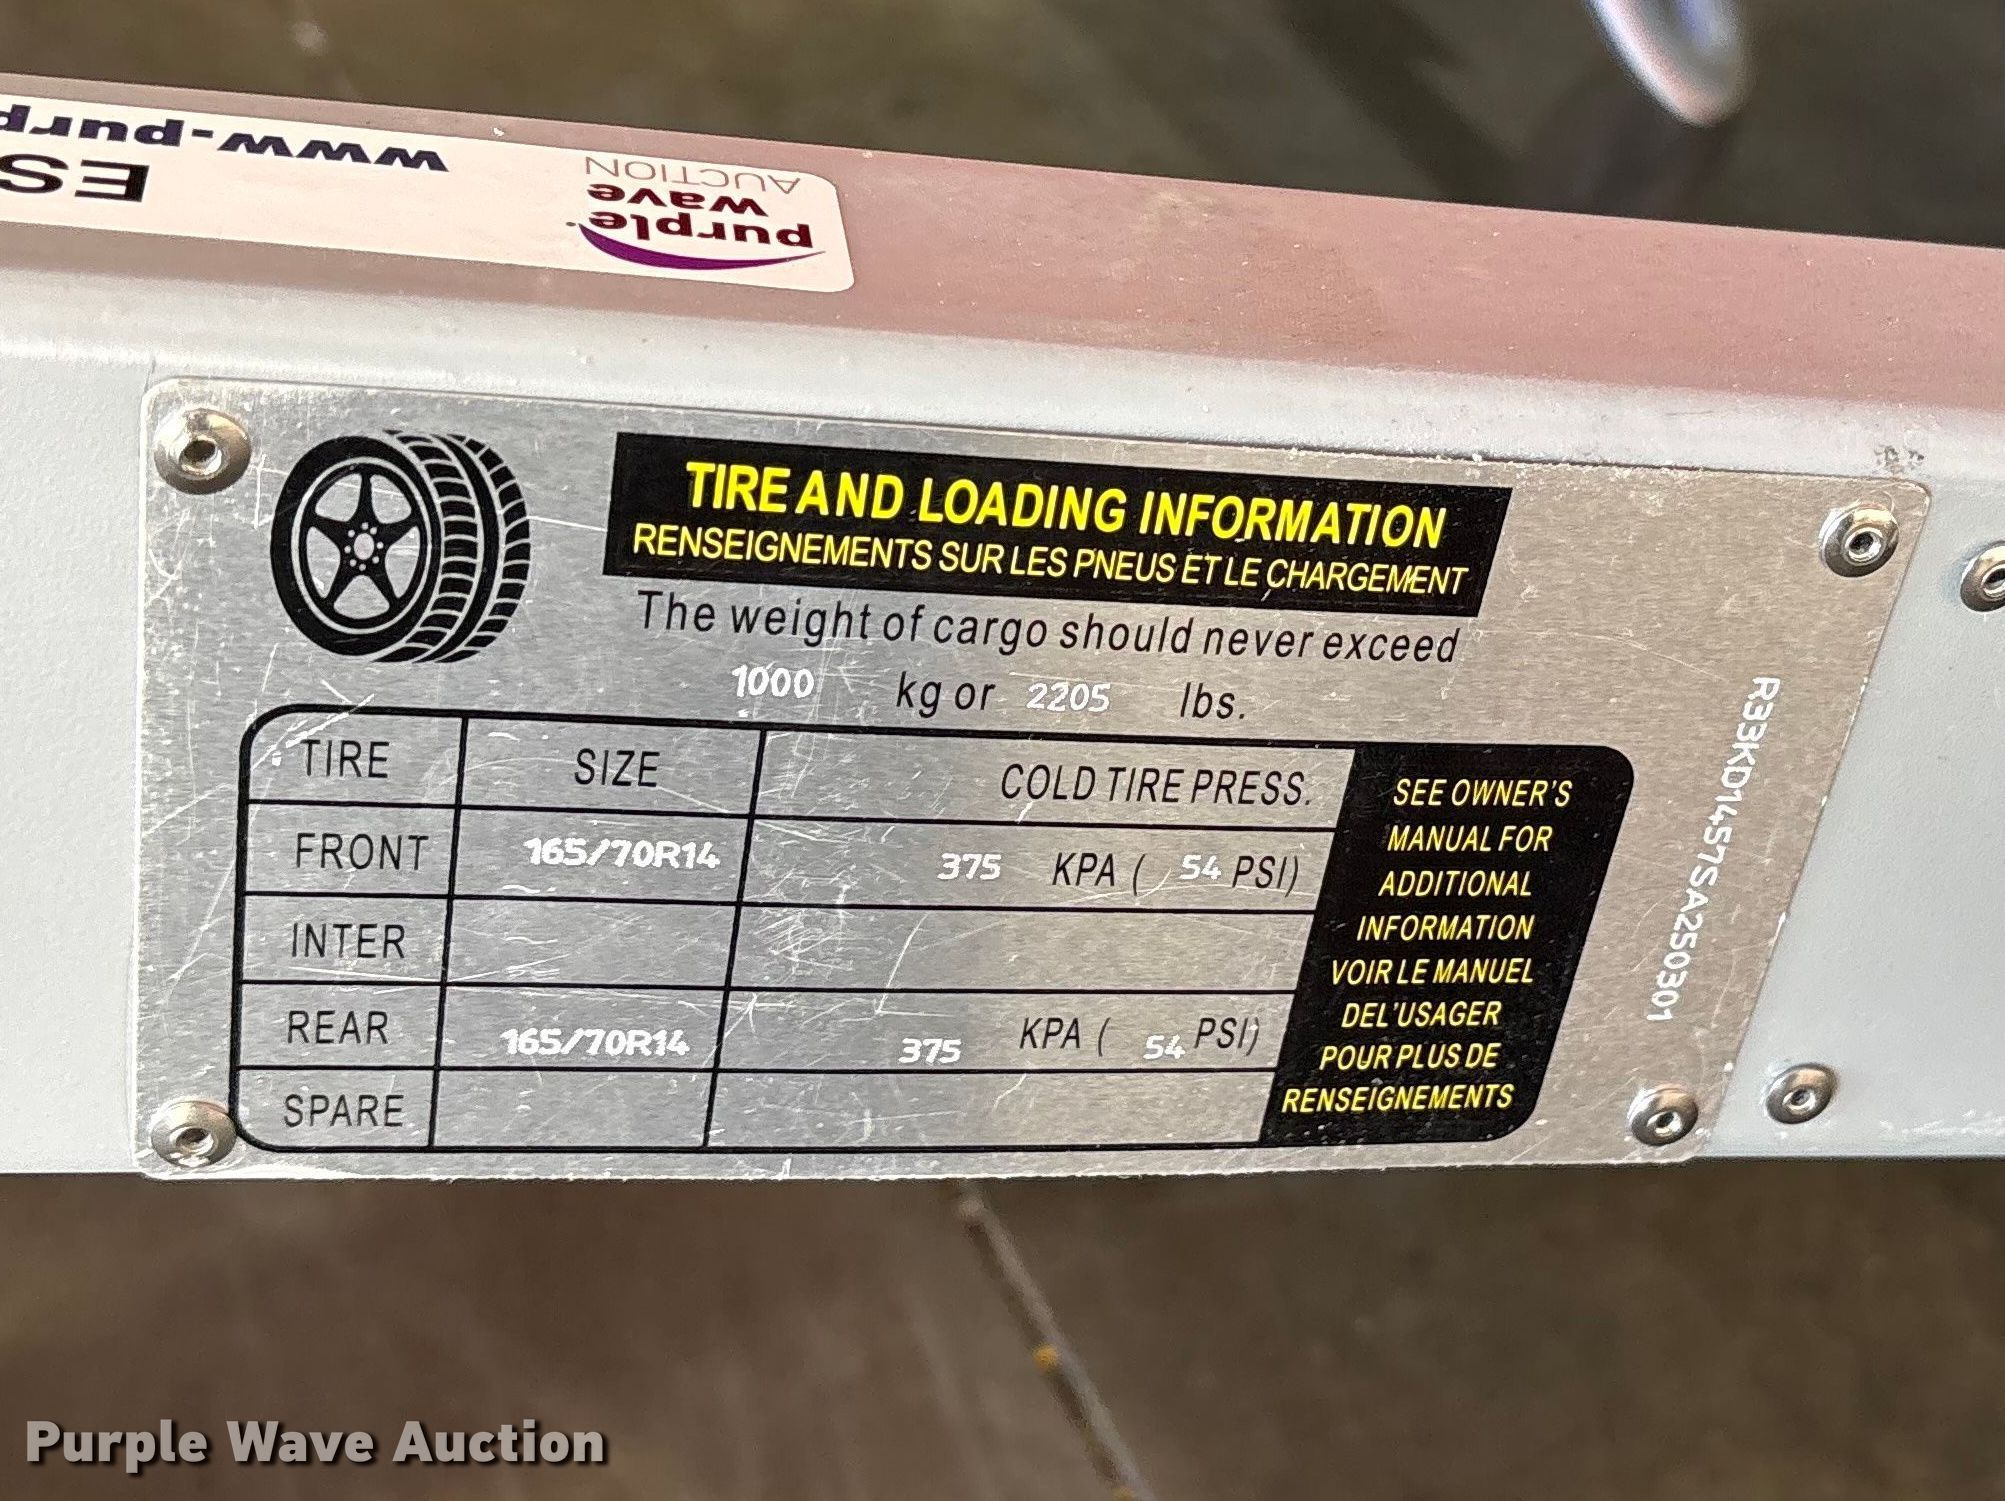 www.purp
ES
purple
wave
AUCTION
TIRE AND LOADING INFORMATION
RENSEIGNEMENTS SUR LES PNEUS ET LE CHARGEMENT
The weight of cargo should never exceed
1000 kg or 2205 lbs.
TIRE SIZE COLD TIRE PRESS.
FRONT 165/70R14 375 KPA ( 54 PSI)
INTER
REAR 165/70R14 375 KPA ( 54 PSI)
SPARE
SEE OWNER'S
MANUAL FOR
ADDITIONAL
INFORMATION
VOIR LE MANUEL
DEL'USAGER
POUR PLUS DE
RENSEIGNEMENTS
R33KD1457SA250301
Purple Wave Auction